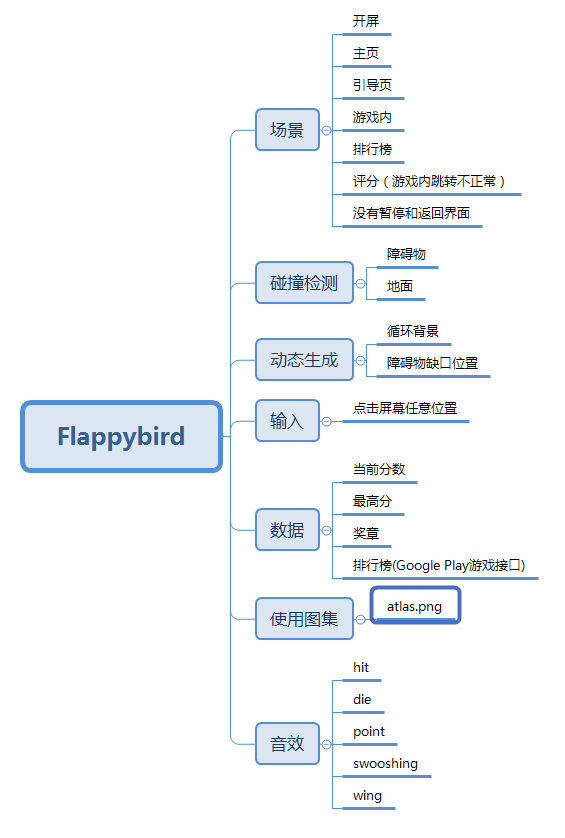 Flappybird
场景
开屏
主页
引导页
游戏内
排行榜
评分（游戏内跳转不正常）
没有暂停和返回界面
碰撞检测
障碍物
地面
动态生成
循环背景
障碍物缺口位置
输入
点击屏幕任意位置
数据
当前分数
最高分
奖章
排行榜(Google Play游戏接口)
使用图集
atlas.png
音效
hit
die
point
swooshing
wing